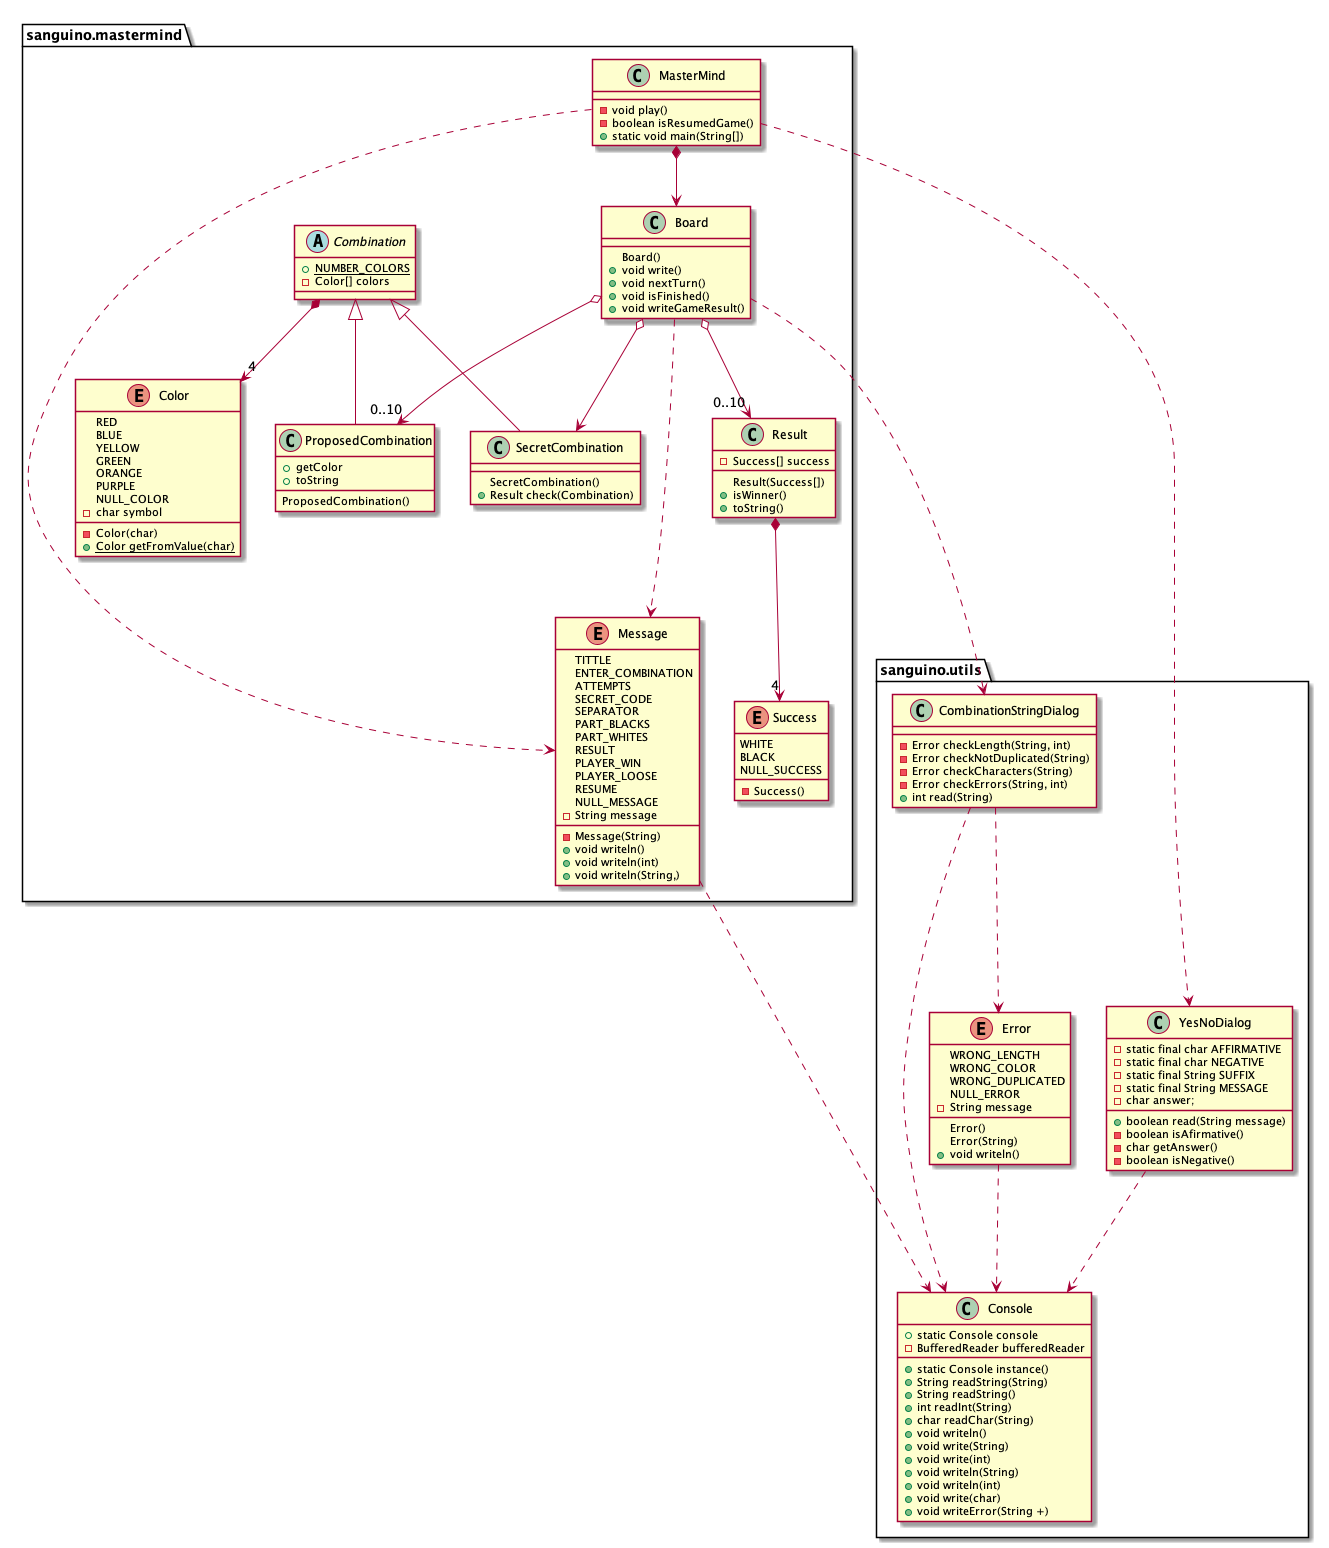 sanguino.mastermind
C MasterMind
void play()
boolean isResumedGame()
static void main(String[])
C Board
Board()
void write()
void nextTurn()
void isFinished()
void writeGameResult()
A Combination
NUMBER_COLORS
Color[] colors
4
0..10
0..10
E Color
RED
BLUE
YELLOW
GREEN
ORANGE
PURPLE
NULL_COLOR
char symbol
Color(char)
Color getFromValue(char)
C ProposedCombination
getColor
toString
ProposedCombination()
C SecretCombination
SecretCombination()
Result check(Combination)
C Result
Success[] success
Result(Success[])
isWinner()
toString()
E Message
TITTLE
ENTER_COMBINATION
ATTEMPTS
SECRET_CODE
SEPARATOR
PART_BLACKS
PART_WHITES
RESULT
PLAYER_WIN
PLAYER_LOOSE
RESUME
NULL_MESSAGE
String message
Message(String)
void writeln()
void writeln(int)
void writeln(String,)
4
E Success
WHITE
BLACK
NULL_SUCCESS
Success()
sanguino.utils
C CombinationStringDialog
Error checkLength(String, int)
Error checkNotDuplicated(String)
Error checkCharacters(String)
Error checkErrors(String, int)
int read(String)
E Error
WRONG_LENGTH
WRONG_COLOR
WRONG_DUPLICATED
NULL_ERROR
String message
Error()
Error(String)
void writeln()
C YesNoDialog
static final char AFFIRMATIVE
static final char NEGATIVE
static final String SUFFIX
static final String MESSAGE
char answer;
boolean read(String message)
boolean isAfirmative()
char getAnswer()
boolean isNegative()
C Console
static Console console
BufferedReader bufferedReader
static Console instance()
String readString(String)
String readString()
int readInt(String)
char readChar(String)
void writeln()
void write(String)
void write(int)
void writeln(String)
void writeln(int)
void write(char)
void writeError(String +)